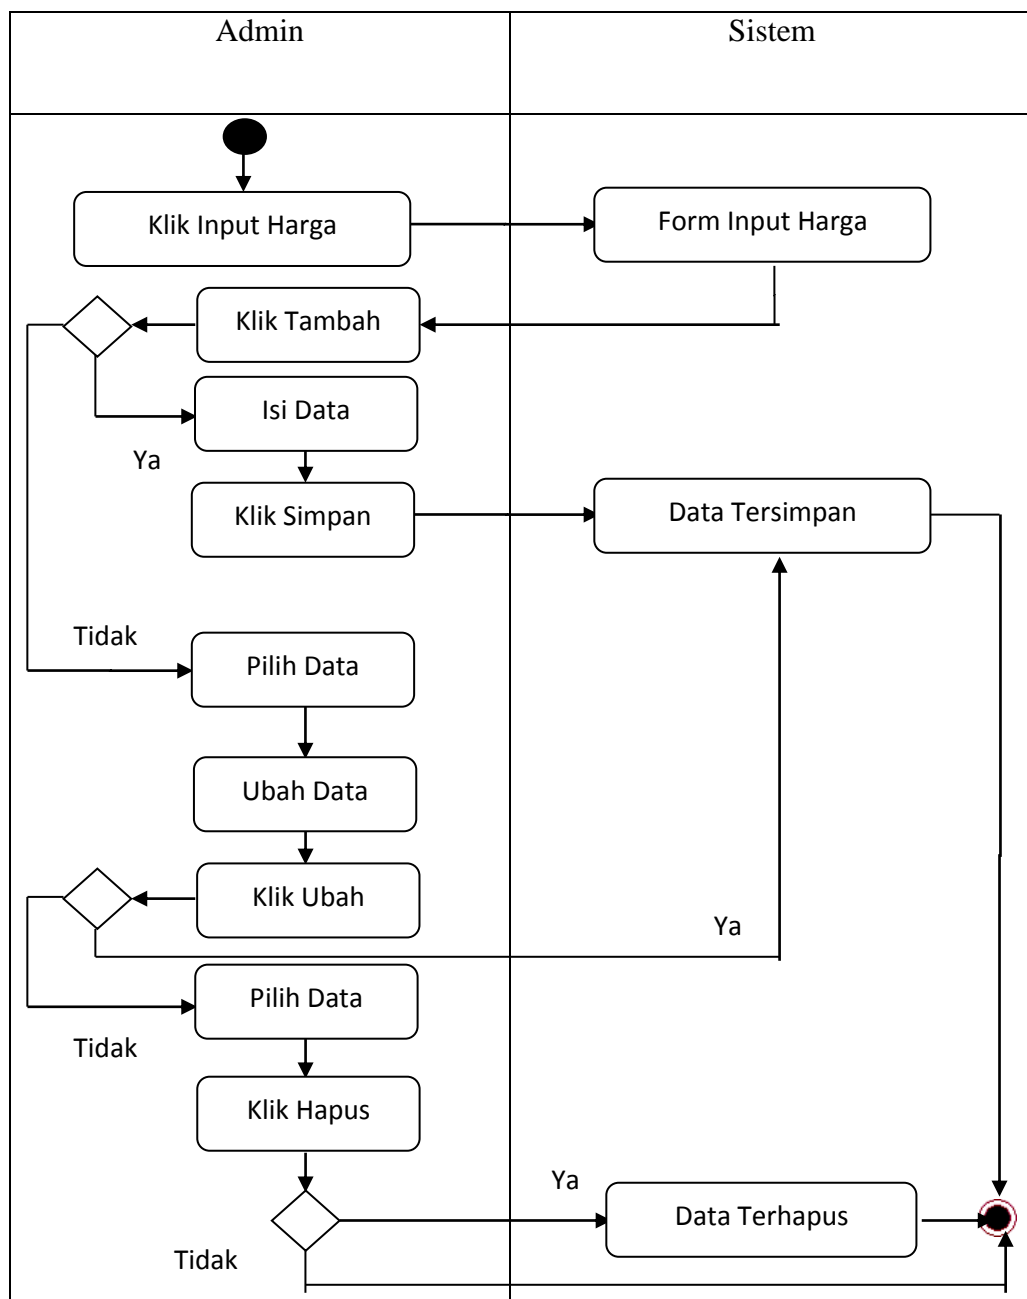 Admin
Sistem
Klik Input Harga
Form Input Harga
Klik Tambah
Isi Data
Ya
Klik Simpan
Data Tersimpan
Tidak
Pilih Data
Ubah Data
Klik Ubah
Ya
Pilih Data
Tidak
Klik Hapus
Ya
Data Terhapus
Tidak